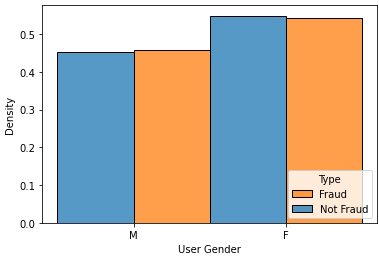 Density
0.5
0.4
0.3
0.2
0.1
0.0
M F
User Gender
Type
Fraud
Not Fraud